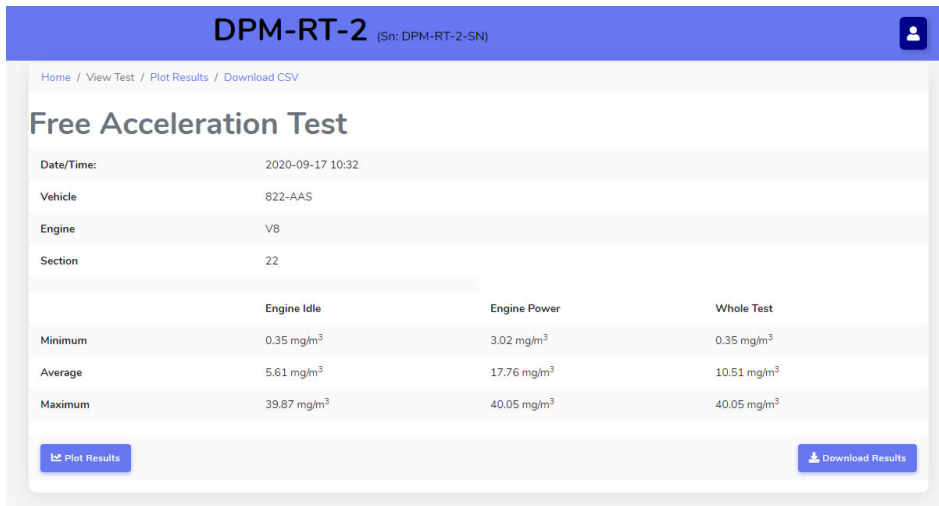 DPM-RT-2 (Sn: DPM-RT-2-SN)
Home / View Test / Plot Results / Download CSV
Free Acceleration Test
Date/Time: 2020-09-17 10:32
Vehicle 822-AAS
Engine V8
Section 22
Engine Idle Engine Power Whole Test
Minimum 0.35 mg/m³ 3.02 mg/m³ 0.35 mg/m³
Average 5.61 mg/m³ 17.76 mg/m³ 10.51 mg/m³
Maximum 39.87 mg/m³ 40.05 mg/m³ 40.05 mg/m³
Plot Results Download Results